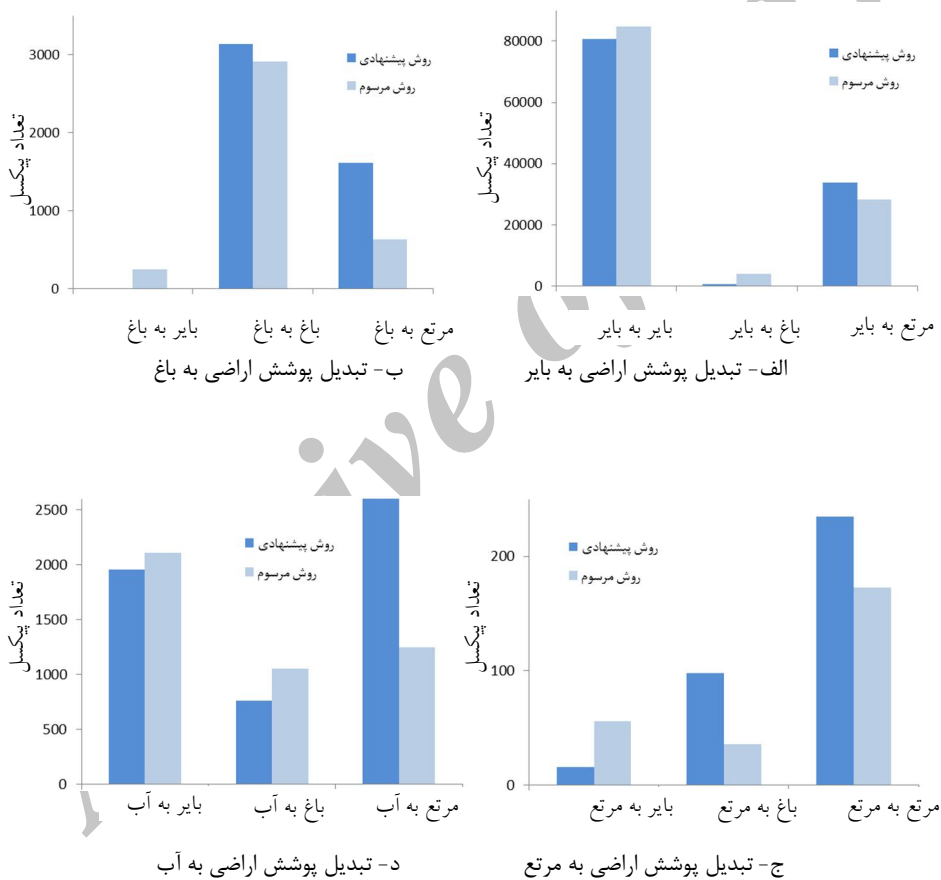 80000
60000
40000
20000
0
تعداد پیکسل
روش پیشنهادی
روش مرسوم
بایر به بایر
باغ به بایر
مرتع به بایر
الف- تبدیل پوشش اراضی به بایر
3000
2000
1000
0
تعداد پیکسل
روش پیشنهادی
روش مرسوم
بایر به باغ
باغ به باغ
مرتع به باغ
ب- تبدیل پوشش اراضی به باغ
200
100
0
تعداد پیکسل
روش پیشنهادی
روش مرسوم
بایر به مرتع
باغ به مرتع
مرتع به مرتع
ج- تبدیل پوشش اراضی به مرتع
2500
2000
1500
1000
500
0
تعداد پیکسل
روش پیشنهادی
روش مرسوم
بایر به آب
باغ به آب
مرتع به آب
د- تبدیل پوشش اراضی به آب